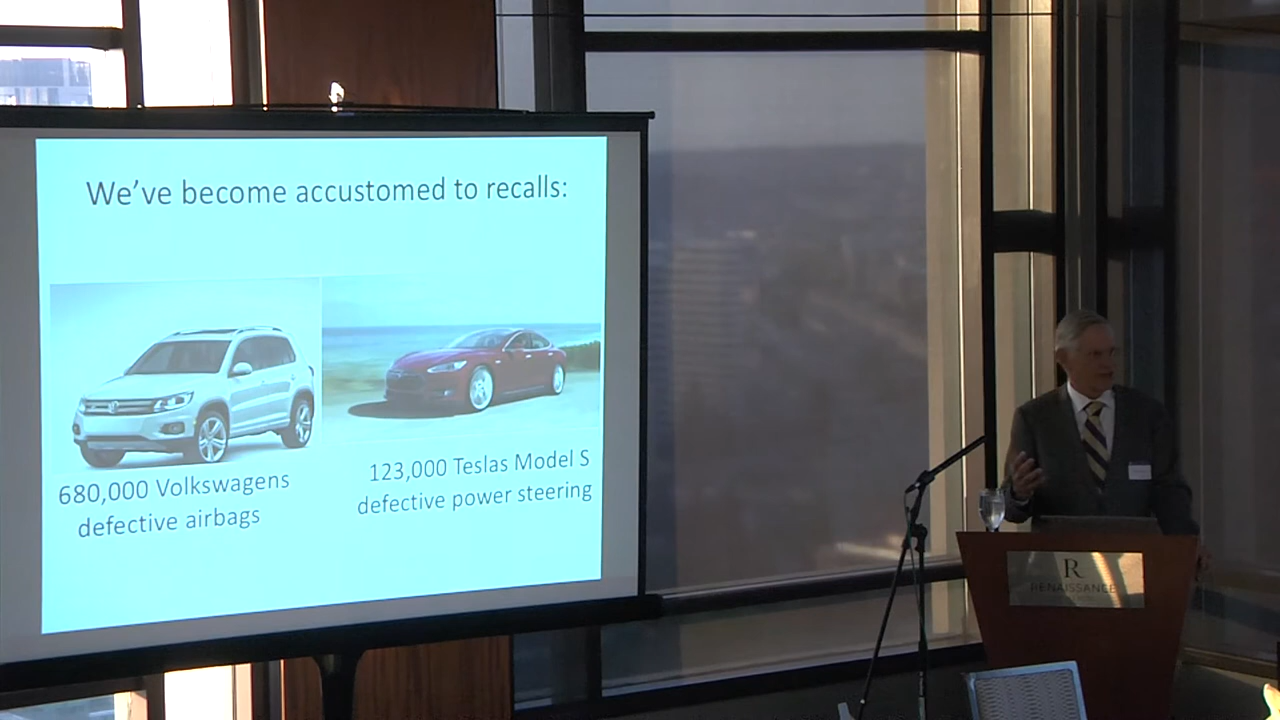 We've become accustomed to recalls:
680,000 Volkswagens
defective airbags
123,000 Teslas Model S
defective power steering
R
RENAISSANCE